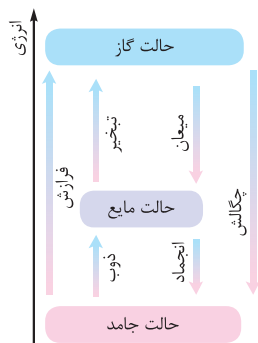 انرژی
حالت گاز
فرازش
تبخیر
میعان
چگالش
حالت مایع
ذوب
انجماد
حالت جامد